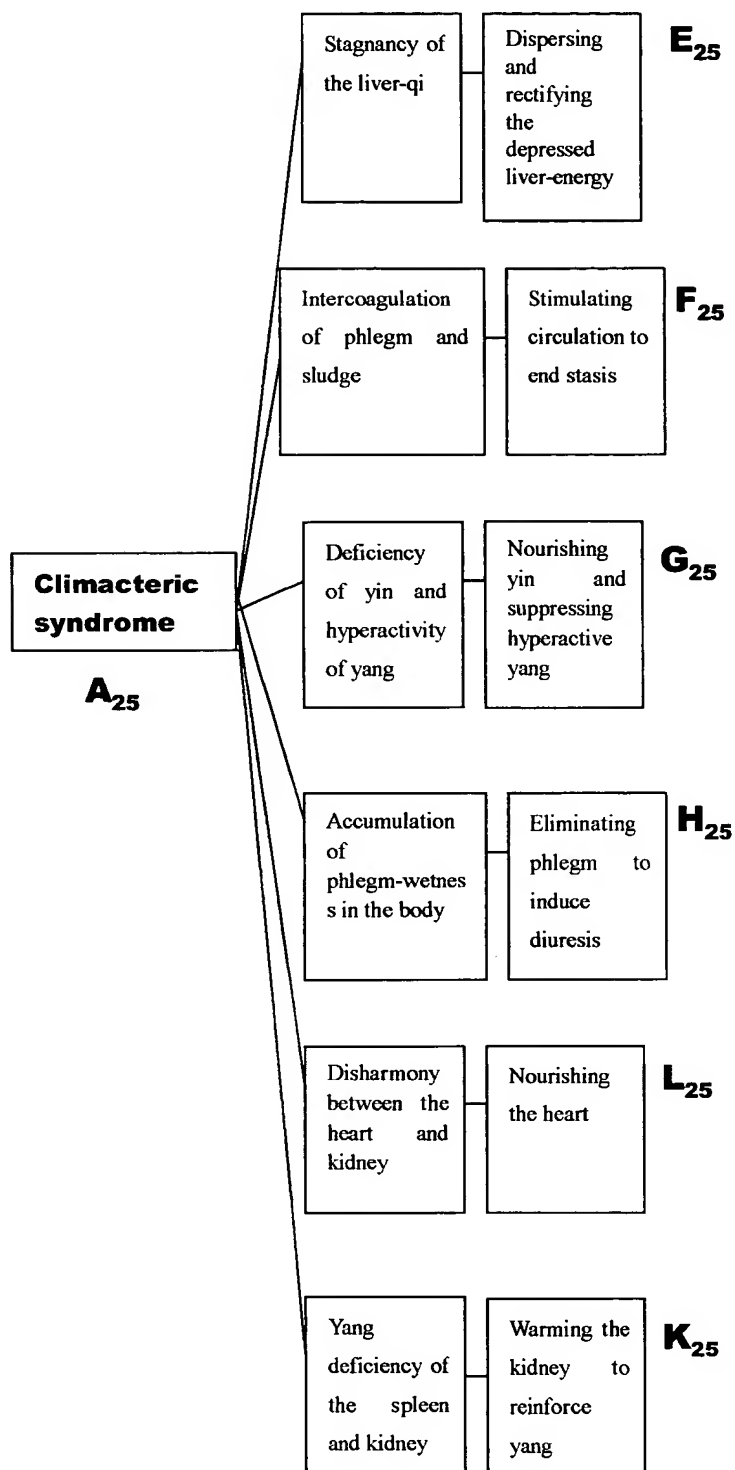 Stagnancy of
the liver-qi
Dispersing
and
rectifying
the
depressed
liver-energy
E25
Intercoagulation
of phlegm and
sludge
Stimulating
circulation to
end stasis
F25
Climacteric
syndrome
A25
Deficiency
of yin and
hyperactivity
of yang
Nourishing
yin and
suppressing
hyperactive
yang
G25
Accumulation
of
phlegm-wetnes
s in the body
Eliminating
phlegm to
induce
diuresis
H25
Disharmony
between the
heart and
kidney
Nourishing
the heart
L25
Yang
deficiency of
the spleen
and kidney
Warming the
kidney to
reinforce
yang
K25